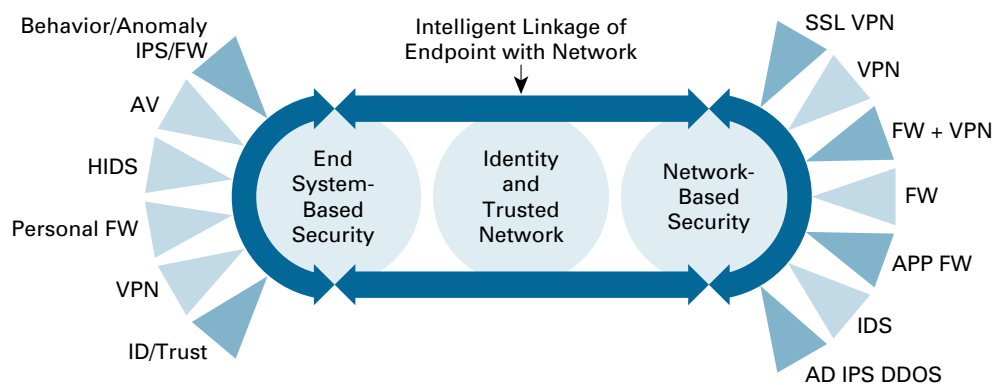 Behavior/Anomaly
IPS/FW
AV
HIDS
Personal FW
VPN
ID/Trust
Intelligent Linkage of
Endpoint with Network
End
System-
Based
Security
Identity
and
Trusted
Network
Network-
Based
Security
SSL VPN
VPN
FW + VPN
FW
APP FW
IDS
AD IPS DDOS